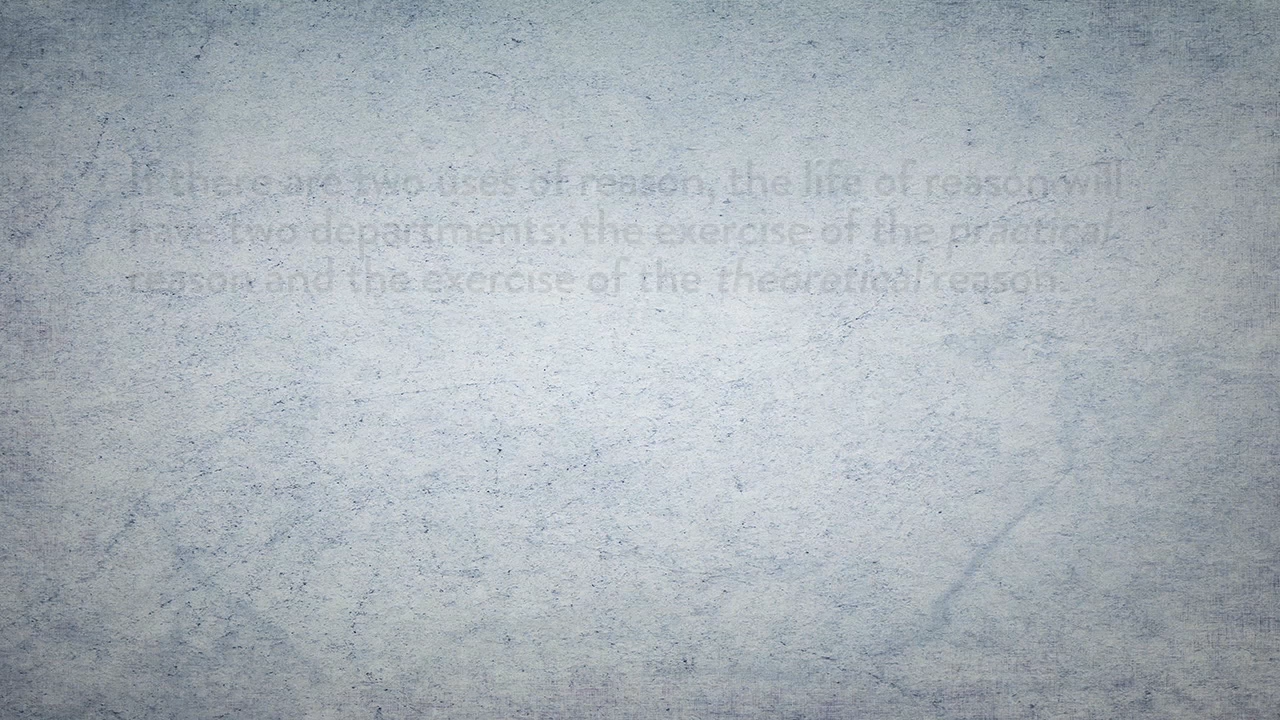 If there are two uses of reason, the life of reason will
have two departments: the exercise of the practical
reason and the exercise of the theoretical reason.